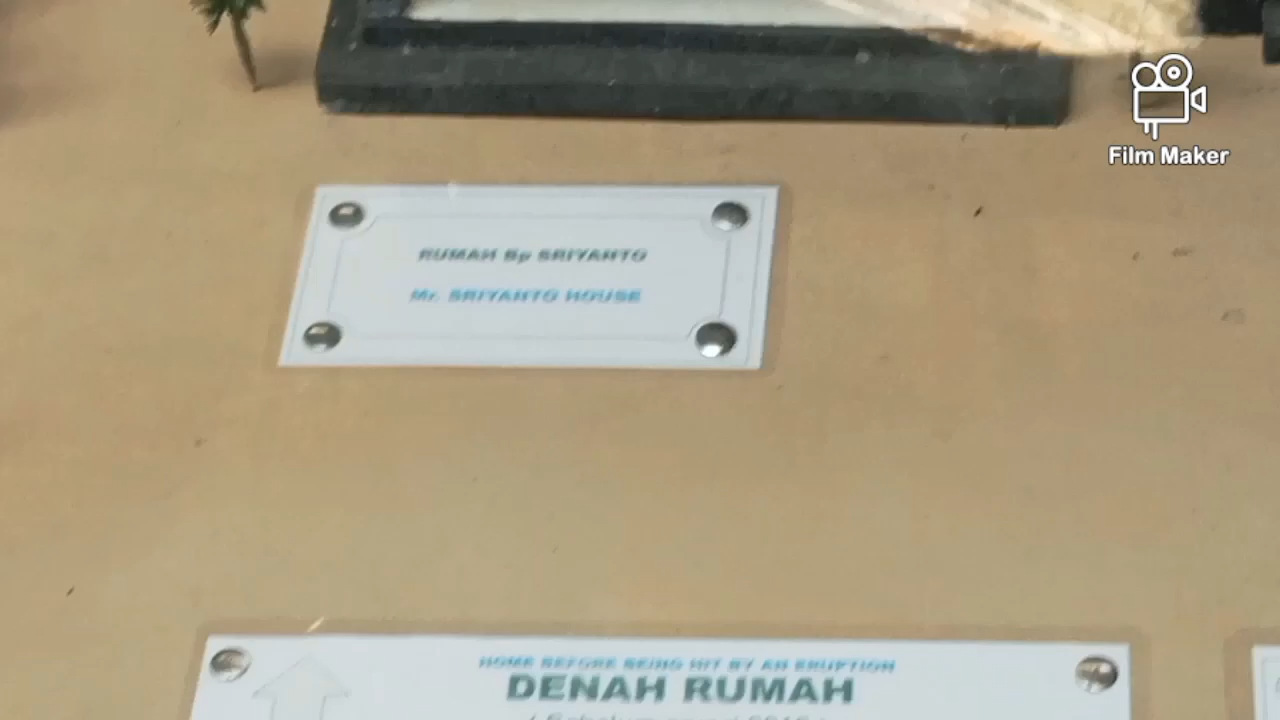 Film Maker
RUMAH Bp SRIYANTO
Mr. SRIYANTO HOUSE
HOME BEFORE BEING HIT BY AN ERUPTION
DENAH RUMAH